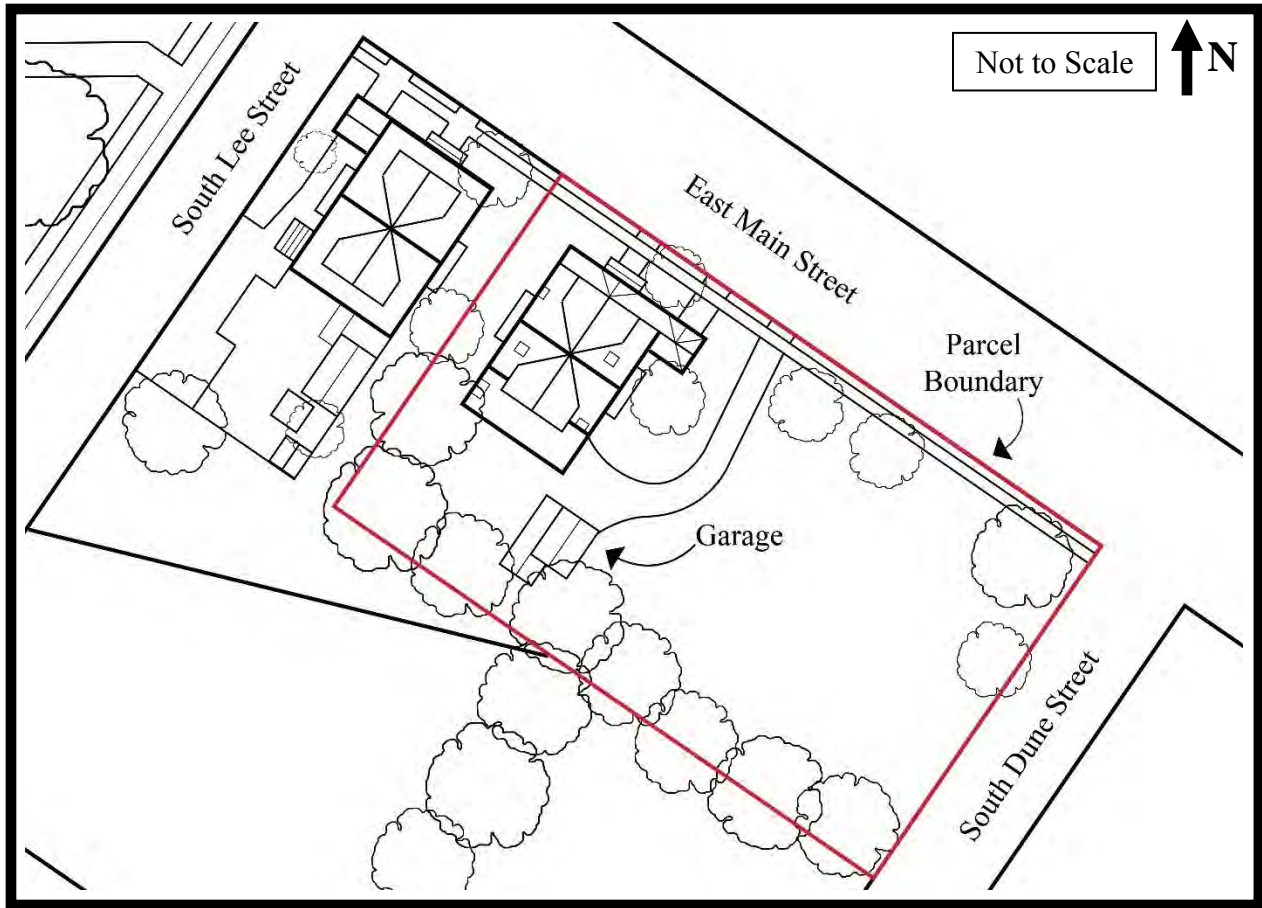 Not to Scale
N
South Lee Street
East Main Street
Parcel
Boundary
Garage
South Dune Street